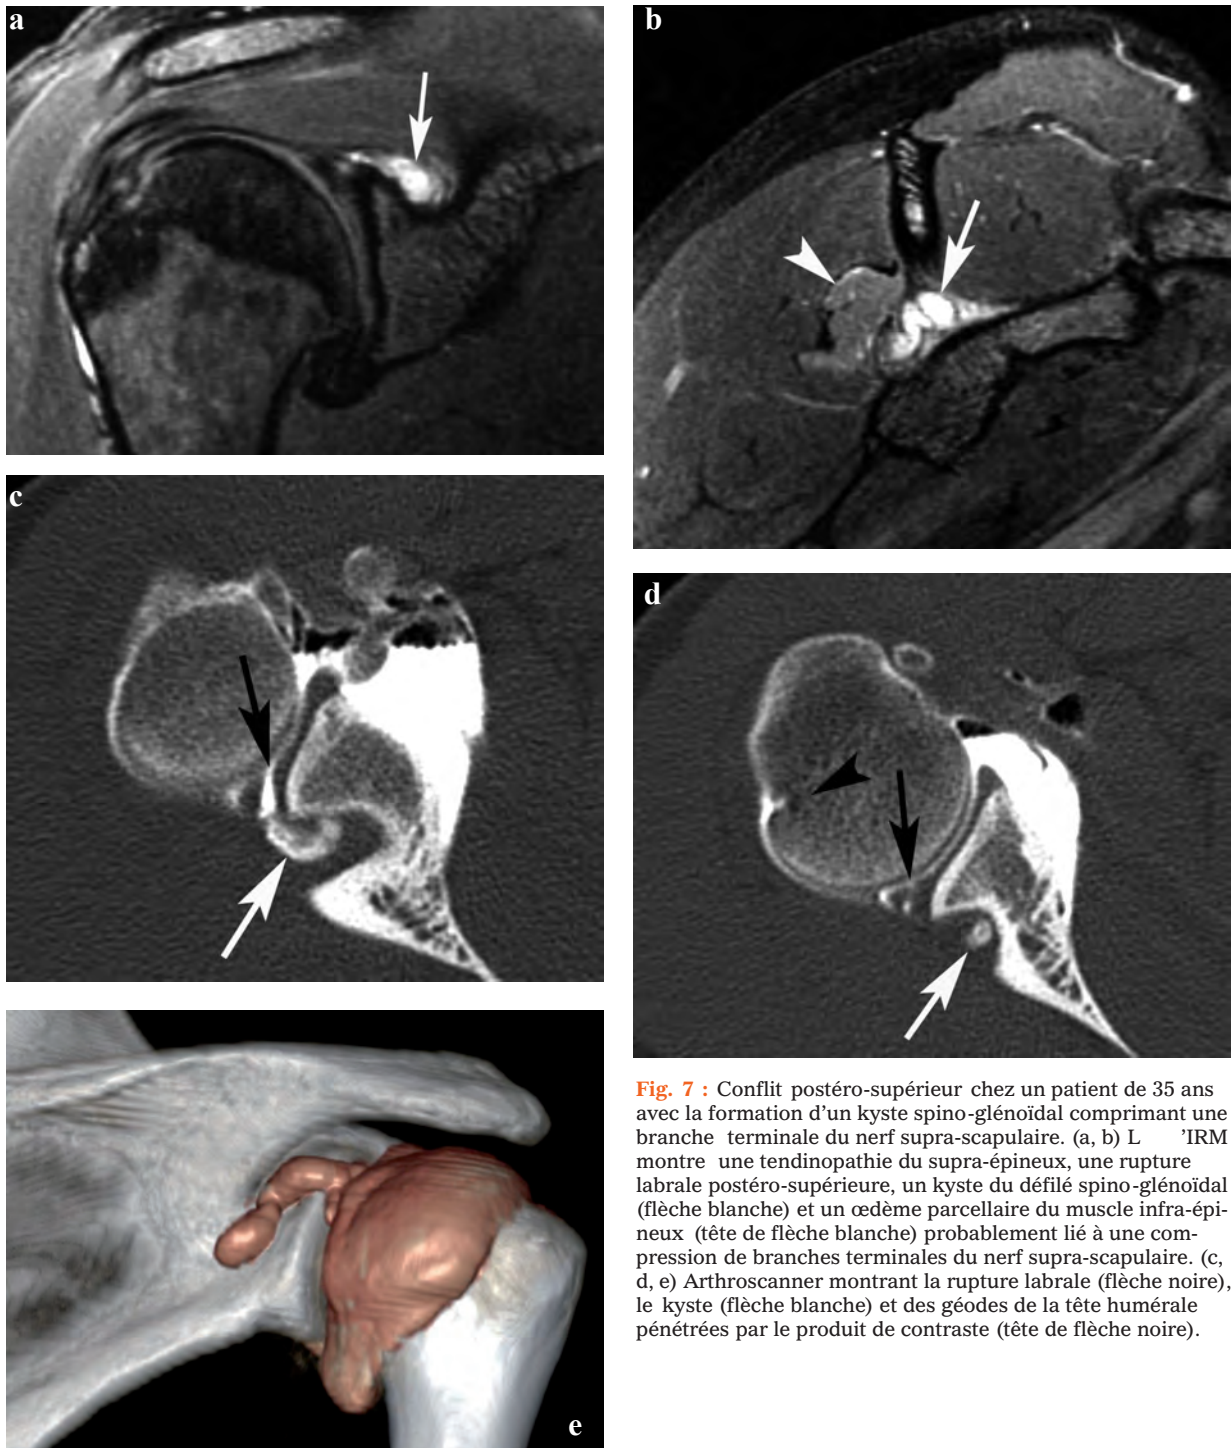 a
b
c
d
e
Fig. 7 : Conflit postéro-supérieur chez un patient de 35 ans
avec la formation d'un kyste spino-glénoïdal comprimant une
branche terminale du nerf supra-scapulaire. (a, b) L 'IRM
montre une tendinopathie du supra-épineux, une rupture
labrale postéro-supérieure, un kyste du défilé spino-glénoïdal
(flèche blanche) et un œdème parcellaire du muscle infra-épi-
neux (tête de flèche blanche) probablement lié à une com-
pression de branches terminales du nerf supra-scapulaire. (c,
d, e) Arthroscanner montrant la rupture labrale (flèche noire),
le kyste (flèche blanche) et des géodes de la tête humérale
pénétrées par le produit de contraste (tête de flèche noire).